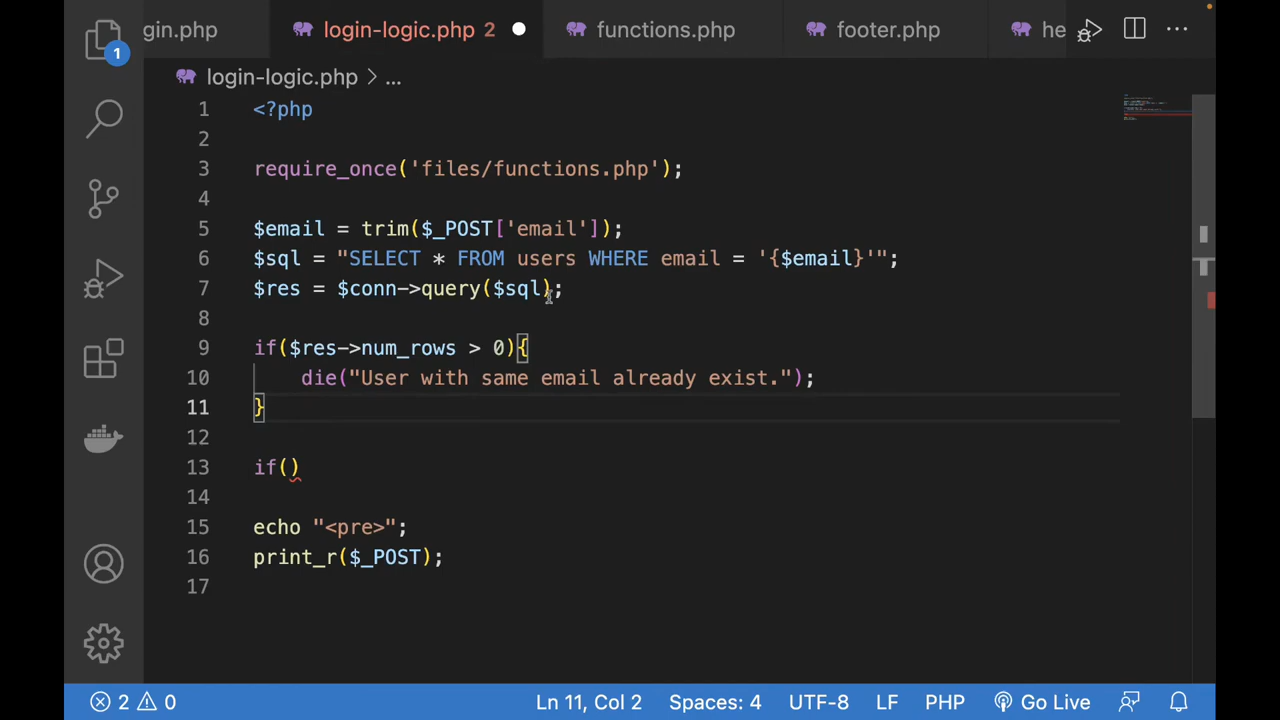 gin.php
login-logic.php 2
functions.php
footer.php
he
1
login-logic.php > ...
1 <?php
2
3 require_once('files/functions.php');
4
5 $email = trim($_POST['email']);
6 $sql = "SELECT * FROM users WHERE email = '{$email}'";
7 $res = $conn->query($sql);
8
9 if($res->num_rows > 0){
10 die("User with same email already exist.");
11 }
12
13 if()
14
15 echo "<pre>";
16 print_r($_POST);
17
2 0 Ln 11, Col 2 Spaces: 4 UTF-8 LF PHP Go Live